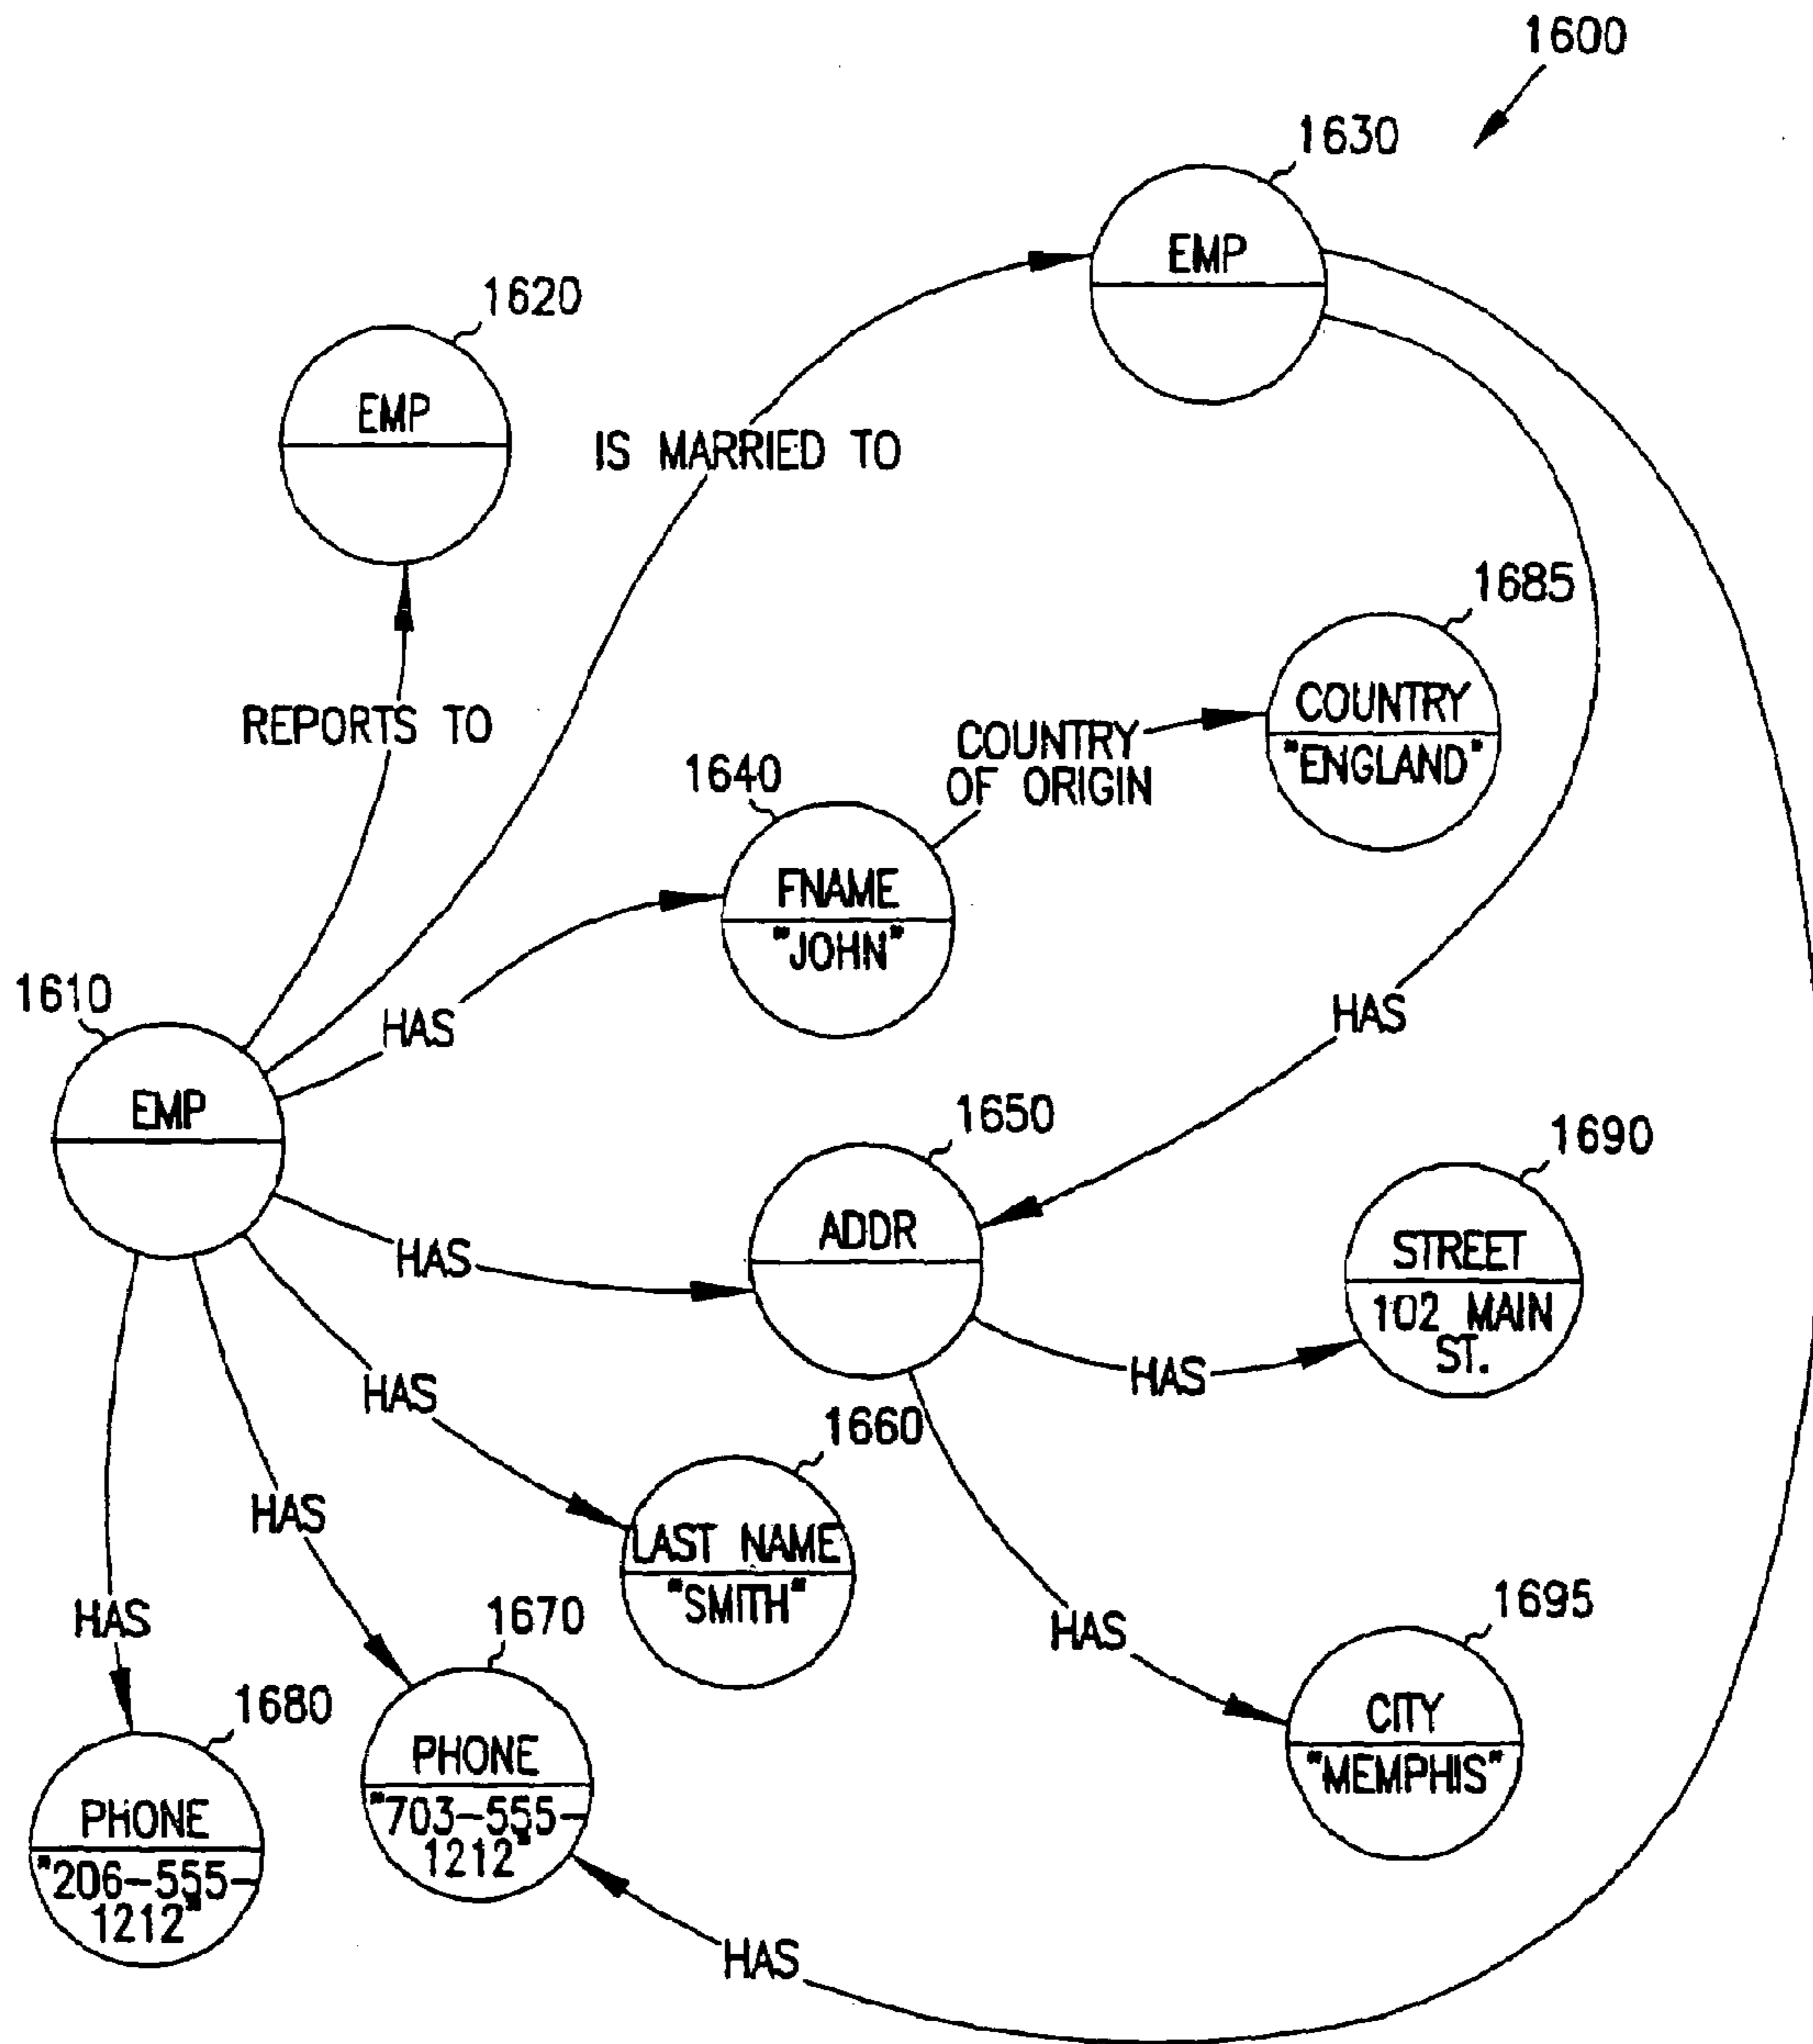 1600
1630
EMP
1620
EMP
IS MARRIED TO
1685
COUNTRY
"ENGLAND"
REPORTS TO
COUNTRY
OF ORIGIN
1640
FNAME
"JOHN"
1610
HAS
HAS
EMP
1650
1690
ADDR
STREET
102 MAIN
ST.
HAS
HAS
HAS
1660
LAST NAME
"SMITH"
HAS
HAS
1670
HAS
1695
1680
PHONE
"703-555-
1212"
CITY
"MEMPHIS"
PHONE
"206-555-
1212"
HAS